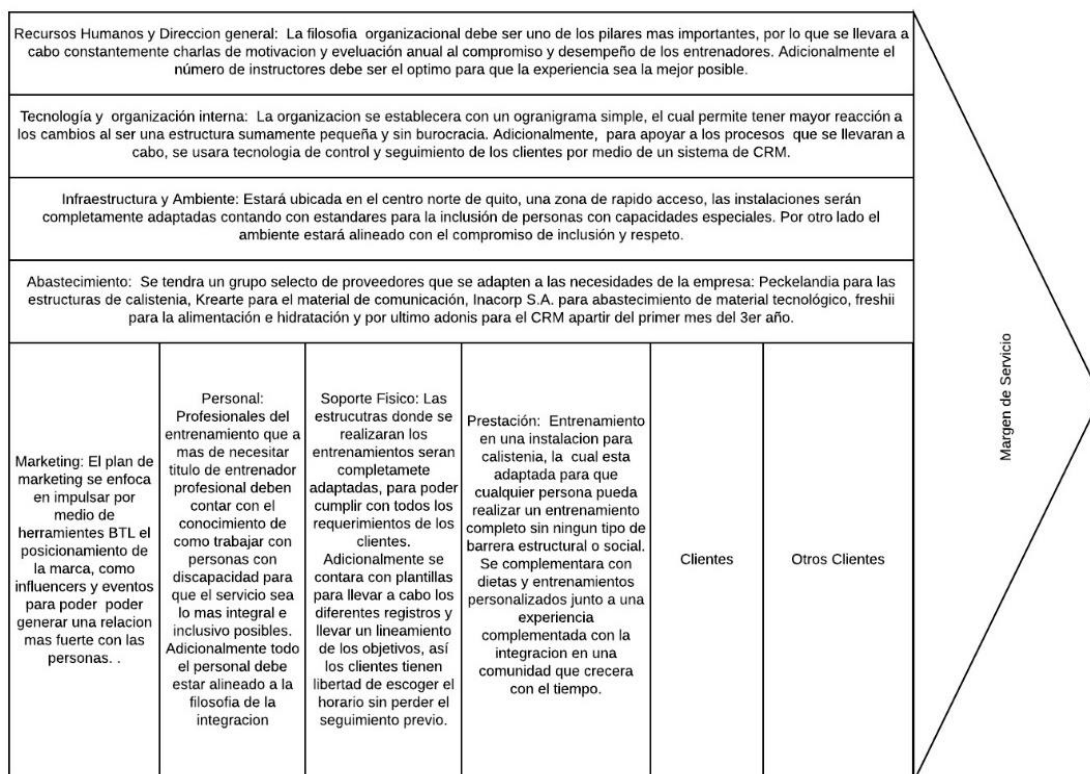 Recursos Humanos y Direccion general:  La filosofia  organizacional debe ser uno de los pilares mas importantes, por lo que se llevara a
cabo constantemente charlas de motivacion y eveluación anual al compromiso y desempeño de los entrenadores. Adicionalmente el
número de instructores debe ser el optimo para que la experiencia sea la mejor posible.
Tecnología y  organización interna:  La organizacion se establecera con un ogranigrama simple, el cual permite tener mayor reacción a
los cambios al ser una estructura sumamente pequeña y sin burocracia. Adicionalmente,  para apoyar a los procesos  que se llevaran a
cabo, se usara tecnologia de control y seguimiento de los clientes por medio de un sistema de CRM.
Infraestructura y Ambiente: Estará ubicada en el centro norte de quito, una zona de rapido acceso, las instalaciones serán
completamente adaptadas contando con estandares para la inclusión de personas con capacidades especiales. Por otro lado el
ambiente estará alineado con el compromiso de inclusión y respeto.
Abastecimiento:  Se tendra un grupo selecto de proveedores que se adapten a las necesidades de la empresa: Peckelandia para las
estructuras de calistenia, Krearte para el material de comunicación, Inacorp S.A. para abastecimiento de material tecnológico, freshii
para la alimentación e hidratación y por ultimo adonis para el CRM apartir del primer mes del 3er año.
Marketing: El plan de
marketing se enfoca
en impulsar por
medio de
herramientes BTL el
posicionamiento de
la marca, como
influencers y eventos
para poder  poder
generar una relacion
mas fuerte con las
personas. .
Personal:
Profesionales del
entrenamiento que a
mas de necesitar
titulo de entrenador
profesional deben
contar con el
conocimiento de
como trabajar con
personas con
discapacidad para
que el servicio sea
lo mas integral e
inclusivo posibles.
Adicionalmente todo
el personal debe
estar alineado a la
filosofia de la
integracion
Soporte Fisico: Las
estrucutras donde se
realizaran los
entrenamientos seran
completamete
adaptadas, para poder
cumplir con todos los
requerimientos de los
clientes.
Adicionalmente se
contara con plantillas
para llevar a cabo los
diferentes registros y
llevar un lineamiento
de los objetivos, así
los clientes tienen
libertad de escoger el
horario sin perder el
seguimiento previo.
Prestación:  Entrenamiento
en una instalacion para
calistenia, la  cual esta
adaptada para que
cualquier persona pueda
realizar un entrenamiento
completo sin ningun tipo de
barrera estructural o social.
Se complementara con
dietas y entrenamientos
personalizados junto a una
experiencia
complementada con la
integracion en una
comunidad que crecera
con el tiempo.
Clientes
Otros Clientes
Margen de Servicio